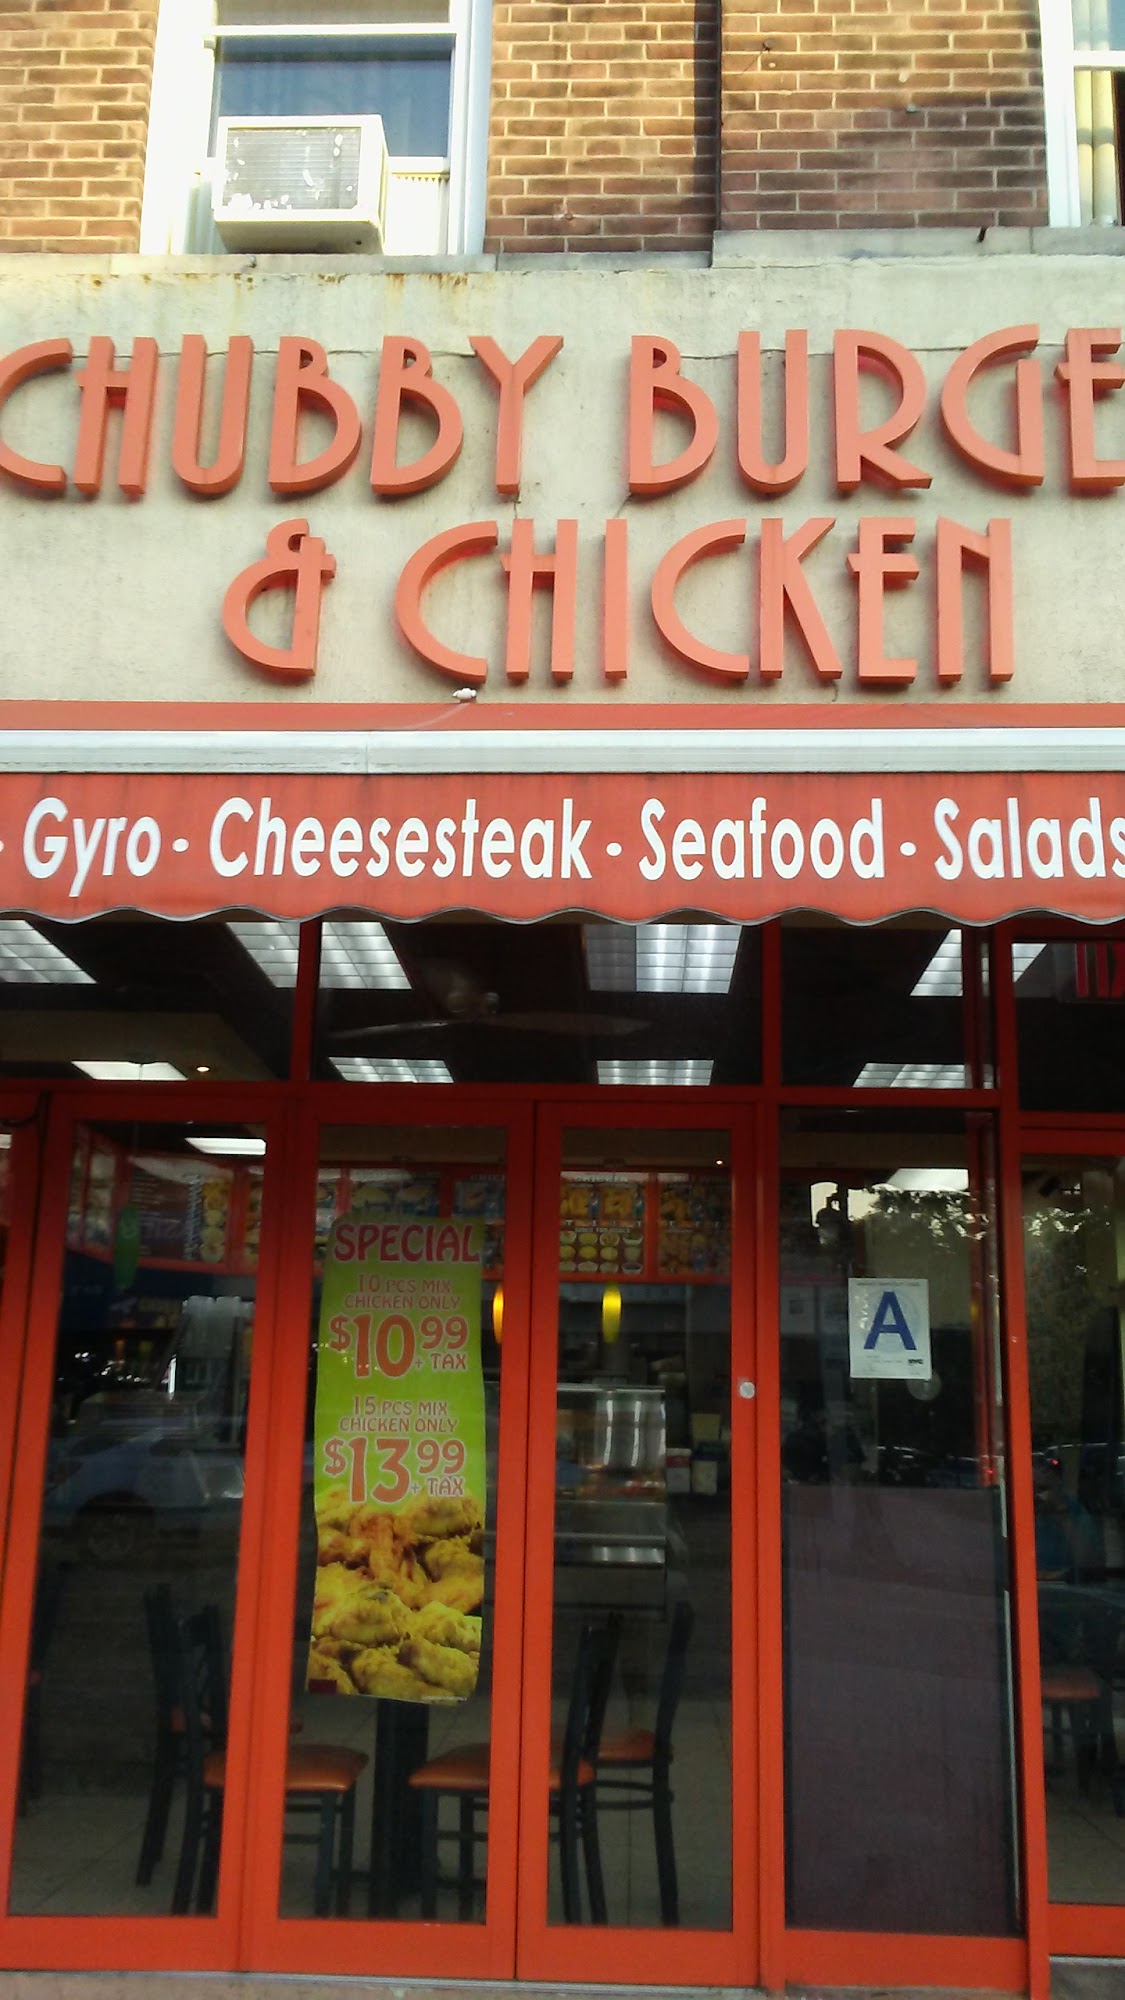 CHUBBY BURGE
& CHICKEN
· Gyro · Cheesesteak · Seafood · Salads
SPECIAL
10 PCS MIX
CHICKEN ONLY
$10.99
+ TAX
15 PCS MIX
CHICKEN ONLY
$13.99
+ TAX
CHICKEN
A